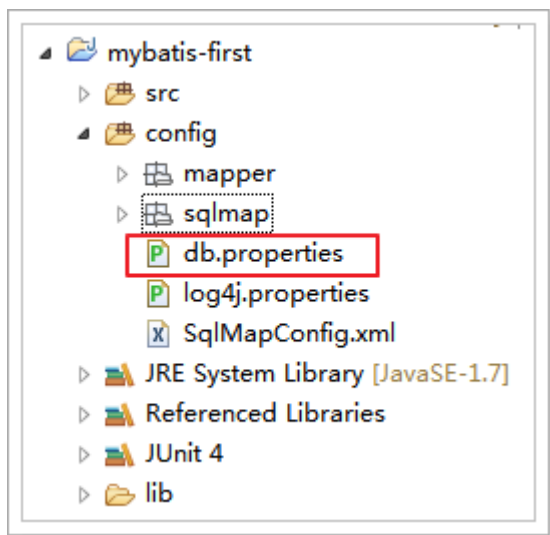 mybatis-first
src
config
mapper
sqlmap
db.properties
log4j.properties
SqlMapConfig.xml
JRE System Library [JavaSE-1.7]
Referenced Libraries
JUnit 4
lib